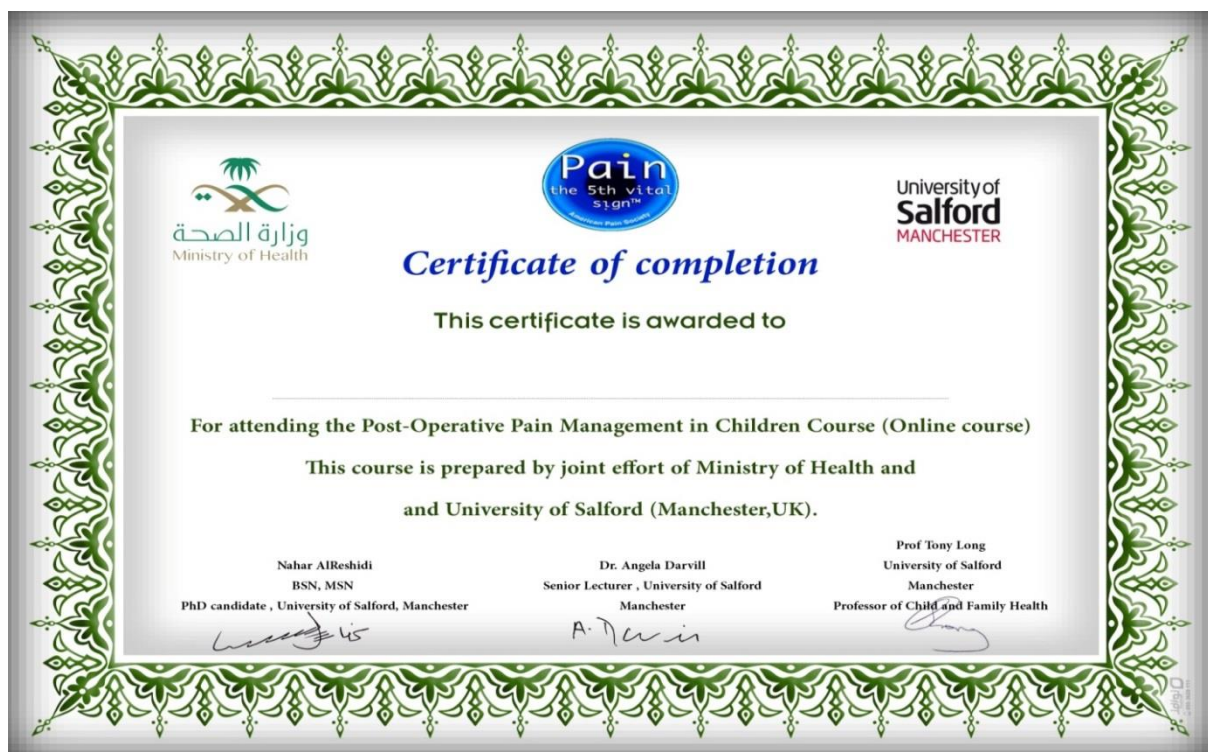 وزارة الصحة
Ministry of Health
Pain
the 5th vital
sign™
American Pain Society
University of
Salford
MANCHESTER
Certificate of completion
This certificate is awarded to
For attending the Post-Operative Pain Management in Children Course (Online course)
This course is prepared by joint effort of Ministry of Health and
and University of Salford (Manchester,UK).
Nahar AlReshidi
BSN, MSN
PhD candidate , University of Salford, Manchester
Dr. Angela Darvill
Senior Lecturer , University of Salford
Manchester
A. Darvill
Prof Tony Long
University of Salford
Manchester
Professor of Child and Family Health